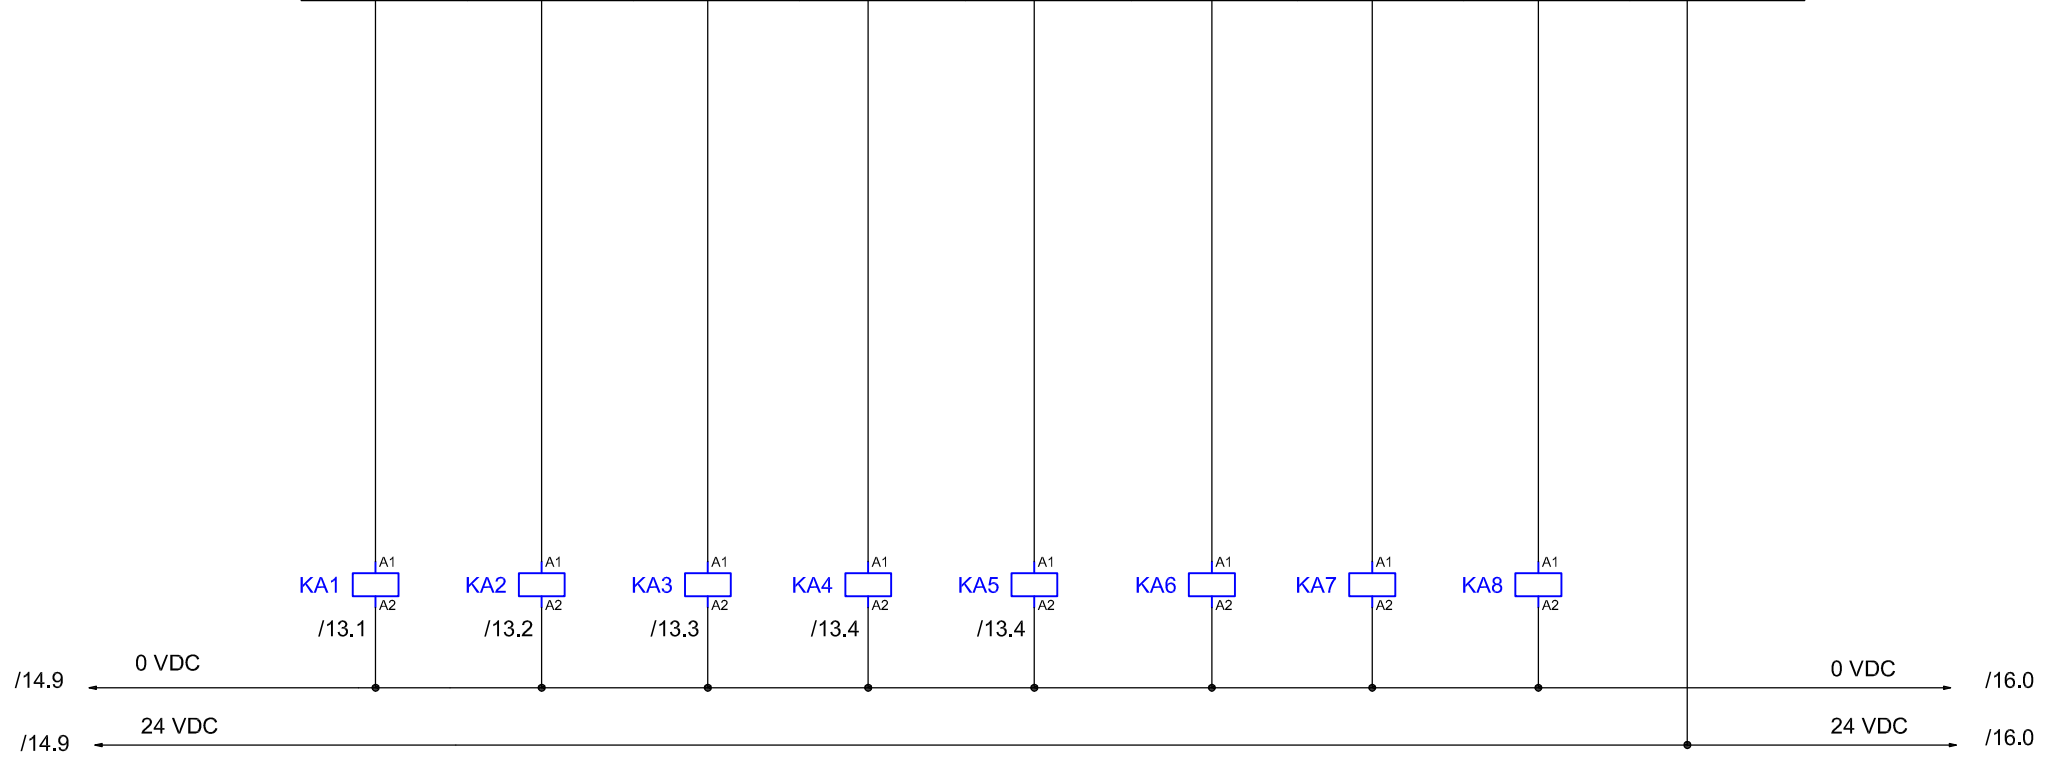 A1 A1 A1 A1 A1 A1 A1 A1
KA1 KA2 KA3 KA4 KA5 KA6 KA7 KA8
A2 A2 A2 A2 A2 A2 A2 A2
/13.1 /13.2 /13.3 /13.4 /13.4
0 VDC 0 VDC
/14.9 /16.0
24 VDC 24 VDC
/14.9 /16.0